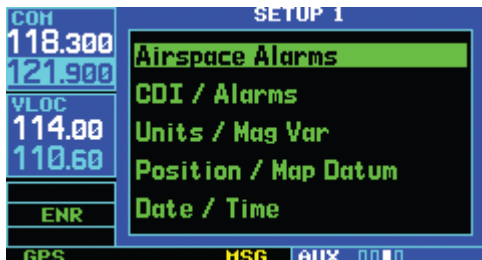 COM
118.300
121.900
VLOC
114.00
110.60
ENR
GPS
SETUP 1
Airspace Alarms
CDI / Alarms
Units / Mag Var
Position / Map Datum
Date / Time
MSG
AUX